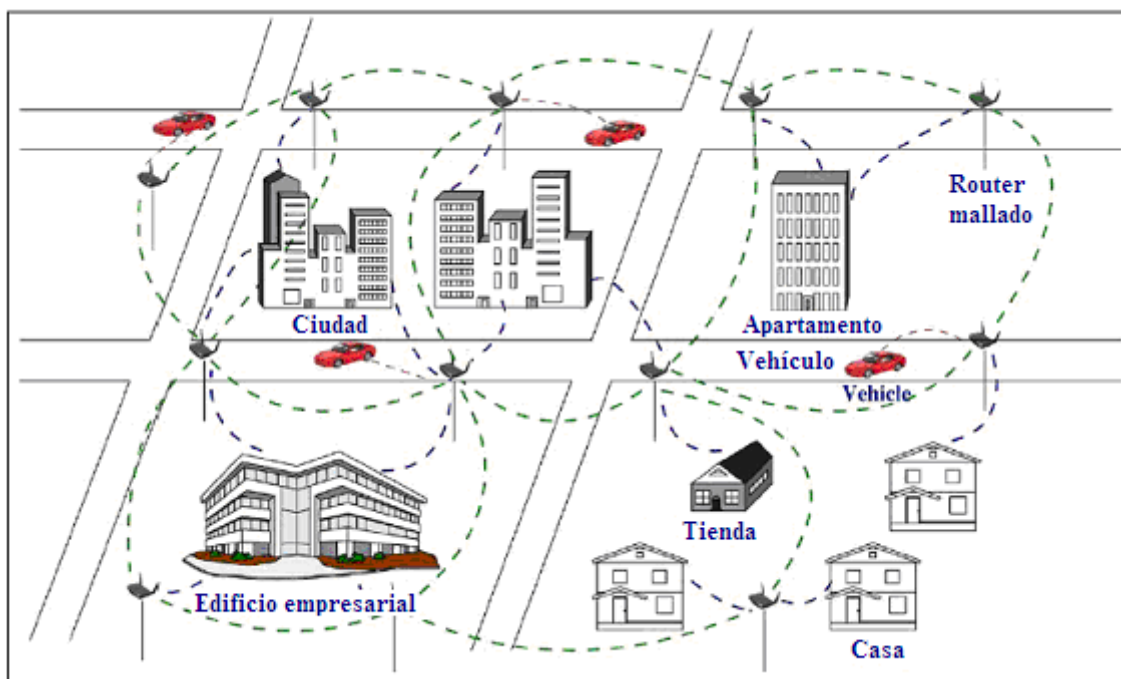 Router
mallado
Ciudad
Apartamento
Vehículo
Vehicle
Tienda
Edificio empresarial
Casa